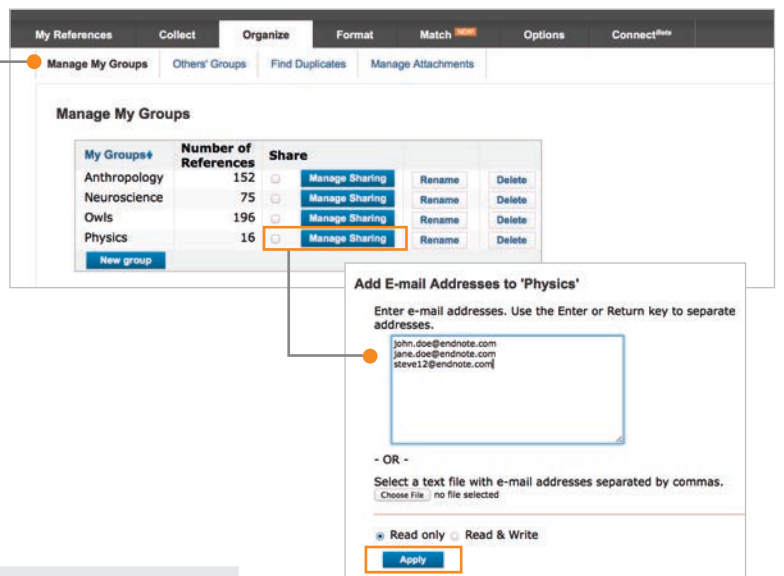 My References Collect Organize Format Match NEW! Options Connect Beta
Manage My Groups Others' Groups Find Duplicates Manage Attachments
Manage My Groups
My Groups Number of References Share
Anthropology 152 Manage Sharing Rename Delete
Neuroscience 75 Manage Sharing Rename Delete
Owls 196 Manage Sharing Rename Delete
Physics 16 Manage Sharing Rename Delete
New group
Add E-mail Addresses to 'Physics'
Enter e-mail addresses. Use the Enter or Return key to separate
addresses.
john.doe@endnote.com
jane.doe@endnote.com
steve12@endnote.com
- OR -
Select a text file with e-mail addresses separated by commas.
Choose File no file selected
Read only Read & Write
Apply